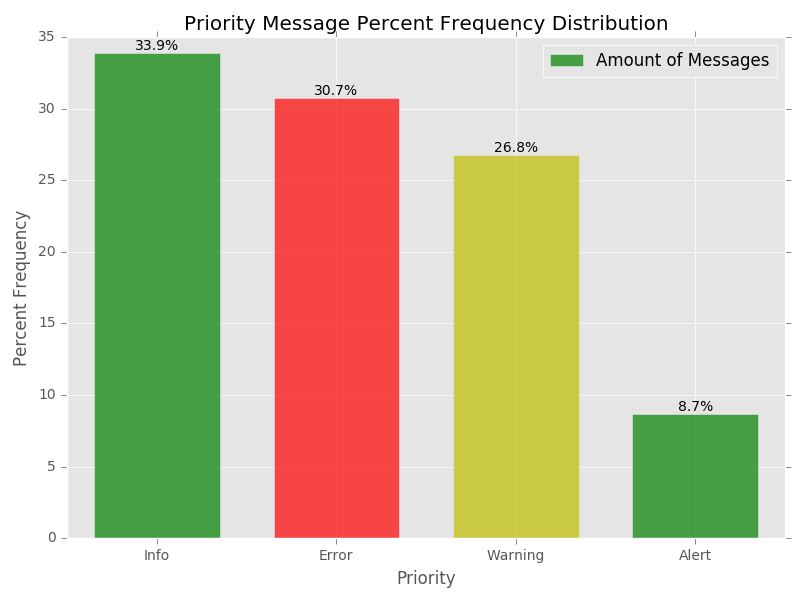 Priority Message Percent Frequency Distribution
Amount of Messages
33.9%
30.7%
26.8%
8.7%
35
30
25
20
15
10
5
0
Percent Frequency
Info Error Warning Alert
Priority